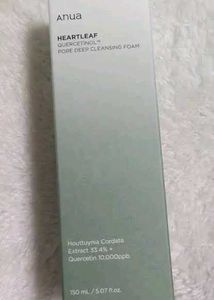 Anua
HEARTLEAF
QUERCETINOL™
PORE DEEP CLEANSING FOAM
Houttuynia Cordata
Extract 33.4% +
Quercetin 10,000ppb
150 mL / 5.07 fl.oz.